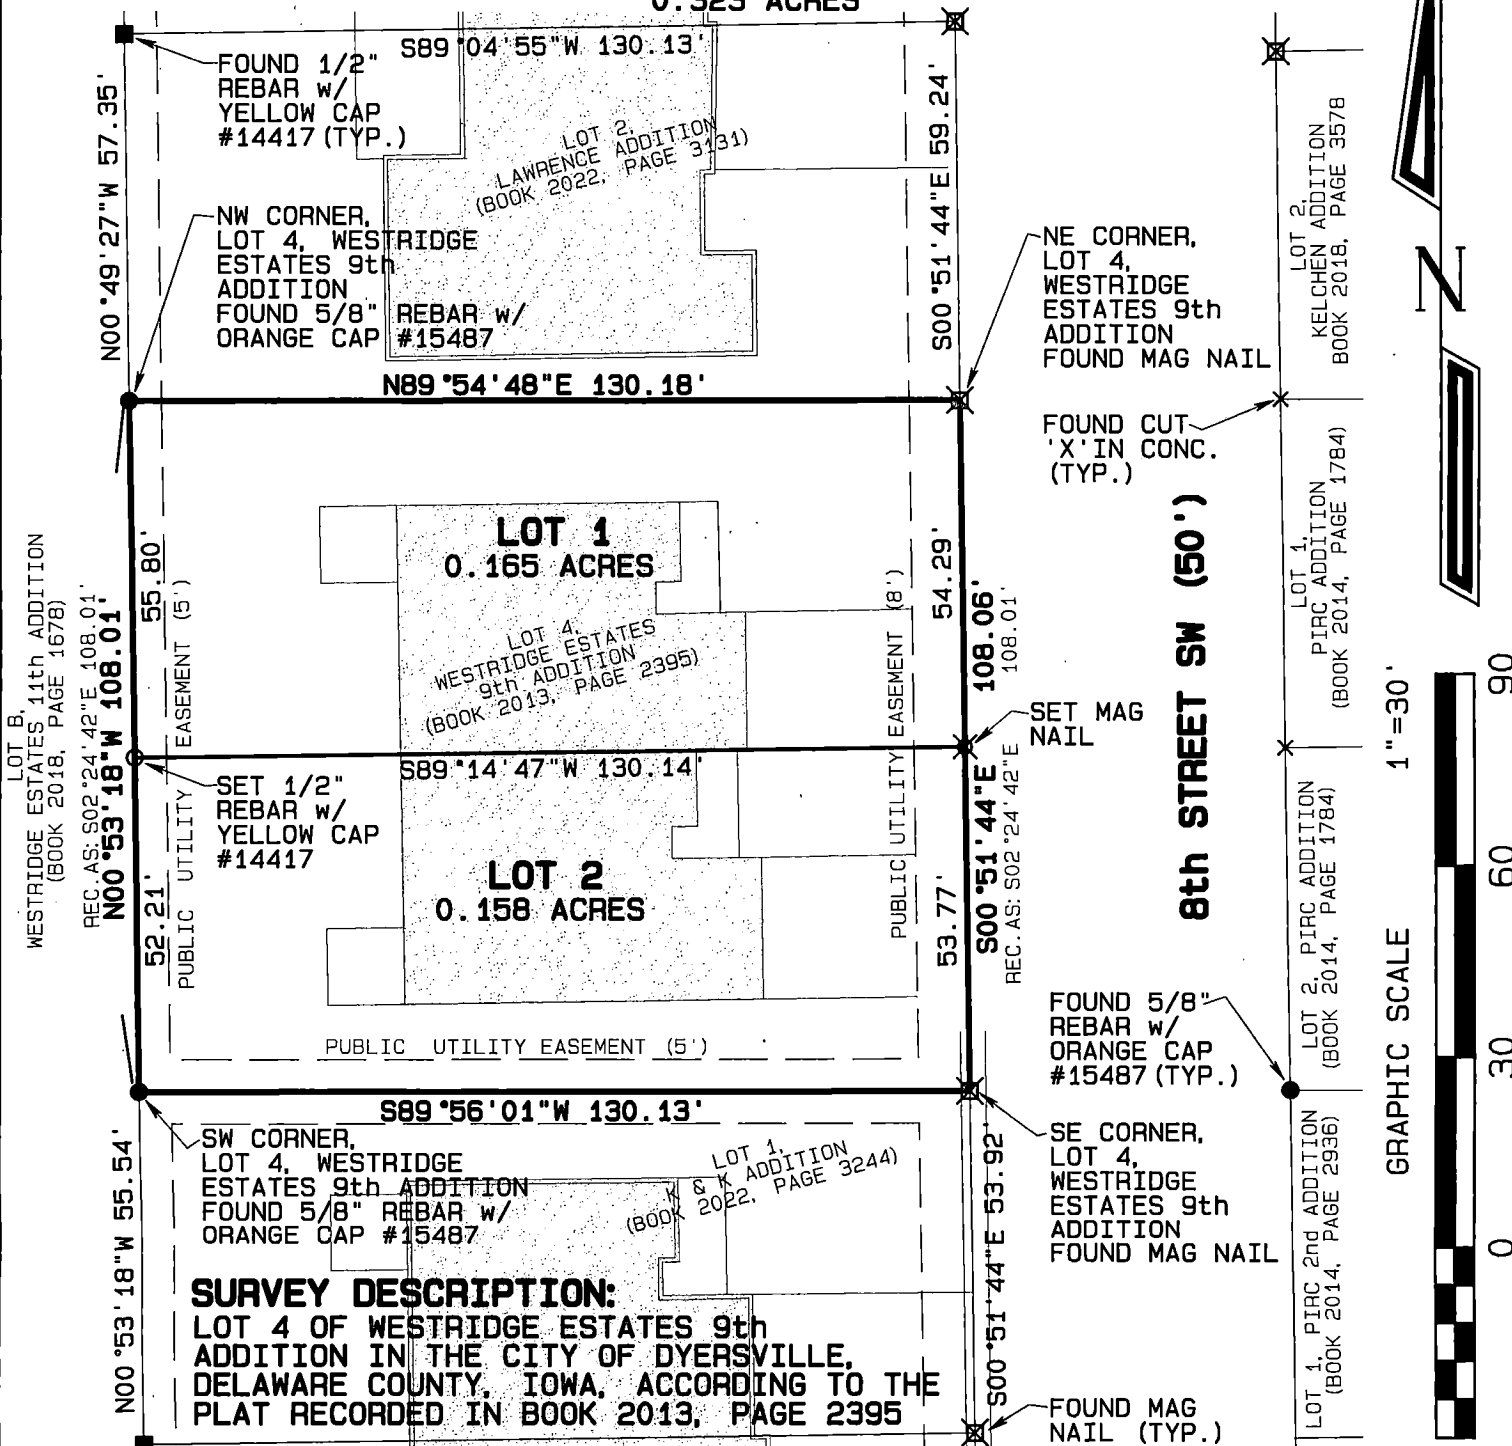 0.323 ACRES
S89°04'55"W 130.13'
FOUND 1/2"
REBAR w/
YELLOW CAP
#14417 (TYP.)
N00°49'27"W 57.35'
LOT 2,
LAWRENCE ADDITION
(BOOK 2022, PAGE 3131)
S00°51'44"E 59.24'
LOT 2,
KELCHEN ADDITION
BOOK 2018, PAGE 3578
N
NW CORNER,
LOT 4, WESTRIDGE
ESTATES 9th
ADDITION
FOUND 5/8" REBAR w/
ORANGE CAP #15487
NE CORNER,
LOT 4,
WESTRIDGE
ESTATES 9th
ADDITION
FOUND MAG NAIL
N89°54'48"E 130.18'
FOUND CUT
'X'IN CONC.
(TYP.)
LOT 1
0.165 ACRES
LOT 4,
WESTRIDGE ESTATES
9th ADDITION
(BOOK 2013, PAGE 2395)
LOT B,
WESTRIDGE ESTATES 11th ADDITION
(BOOK 2018, PAGE 1678)
REC. AS: S02°24'42"E 108.01'
N00°53'18"W 108.01'
55.80'
52.21'
PUBLIC UTILITY EASEMENT (5')
PUBLIC UTILITY EASEMENT (8')
54.29'
53.77'
S00°51'44"E 108.06'
REC. AS: S02°24'42"E 108.01'
8th STREET SW (50')
LOT 1,
PIRC ADDITION
(BOOK 2014, PAGE 1784)
SET MAG
NAIL
S89°14'47"W 130.14'
SET 1/2"
REBAR w/
YELLOW CAP
#14417
LOT 2
0.158 ACRES
LOT 2, PIRC ADDITION
(BOOK 2014, PAGE 1784)
1"=30'
GRAPHIC SCALE
90
60
30
0
FOUND 5/8"
REBAR w/
ORANGE CAP
#15487 (TYP.)
PUBLIC UTILITY EASEMENT (5')
S89°56'01"W 130.13'
SW CORNER,
LOT 4, WESTRIDGE
ESTATES 9th ADDITION
FOUND 5/8" REBAR w/
ORANGE CAP #15487
N00°53'18"W 55.54'
LOT 1,
K & K ADDITION
(BOOK 2022, PAGE 3244)
S00°51'44"E 53.92'
SE CORNER,
LOT 4,
WESTRIDGE
ESTATES 9th
ADDITION
FOUND MAG NAIL
LOT 1, PIRC 2nd ADDITION
(BOOK 2014, PAGE 2936)
SURVEY DESCRIPTION:
LOT 4 OF WESTRIDGE ESTATES 9th
ADDITION IN THE CITY OF DYERSVILLE,
DELAWARE COUNTY, IOWA, ACCORDING TO THE
PLAT RECORDED IN BOOK 2013, PAGE 2395
FOUND MAG
NAIL (TYP.)